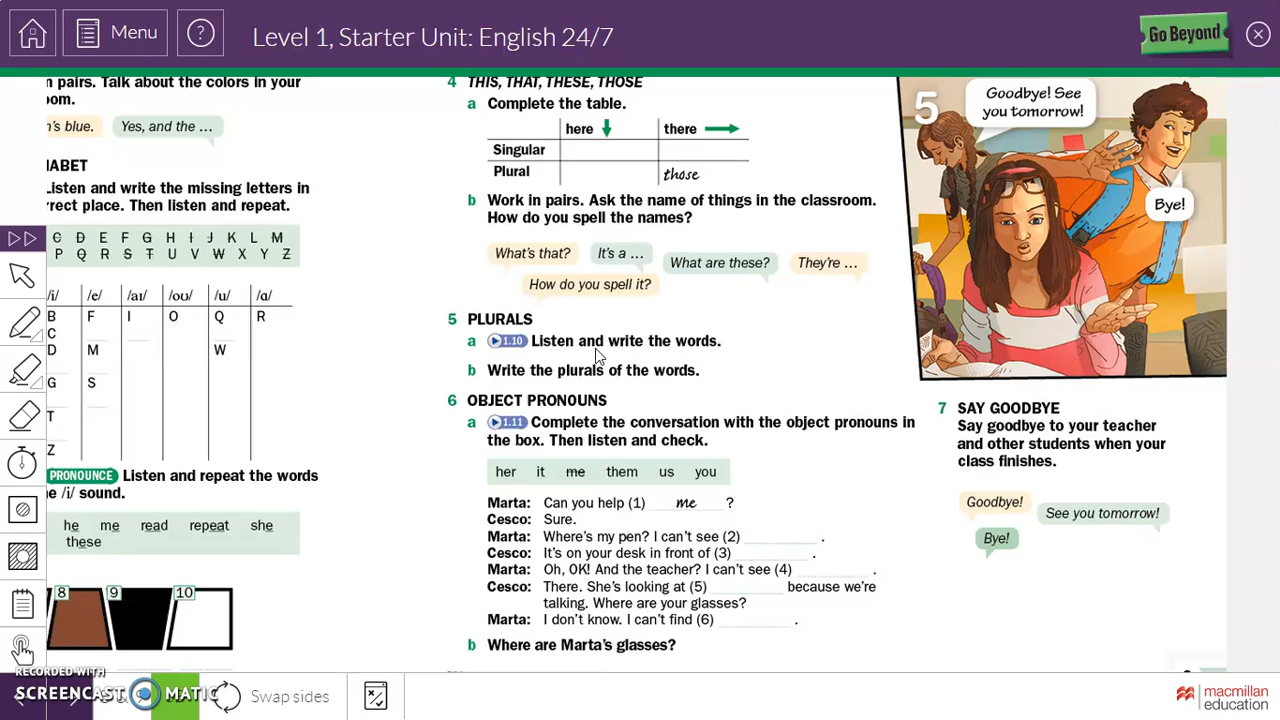 Menu
?
Level 1, Starter Unit: English 24/7
Go Beyond
n pairs. Talk about the colors in your
om.
n's blue.
Yes, and the ...
HABET
Listen and write the missing letters in
rrect place. Then listen and repeat.
C D E F G H I J K L M
P Q R S T U V W X Y Z
/i/ /e/ /aɪ/ /oʊ/ /u/ /ɑ/
B F I O Q R
C
D M W
G S
T
Z
PRONOUNCE Listen and repeat the words
he /i/ sound.
he me read repeat she
these
8 9 10
4 THIS, THAT, THESE, THOSE
a Complete the table.
here there
Singular
Plural those
b Work in pairs. Ask the name of things in the classroom.
How do you spell the names?
What's that?
It's a ...
What are these?
They're ...
How do you spell it?
5 PLURALS
a 1.10 Listen and write the words.
b Write the plurals of the words.
6 OBJECT PRONOUNS
a 1.11 Complete the conversation with the object pronouns in
the box. Then listen and check.
her it me them us you
Marta: Can you help (1) me ?
Cesco: Sure.
Marta: Where's my pen? I can't see (2) .
Cesco: It's on your desk in front of (3) .
Marta: Oh, OK! And the teacher? I can't see (4) .
Cesco: There. She's looking at (5) because we're
talking. Where are your glasses?
Marta: I don't know. I can't find (6) .
b Where are Marta's glasses?
5
Goodbye! See
you tomorrow!
Bye!
7 SAY GOODBYE
Say goodbye to your teacher
and other students when your
class finishes.
Goodbye!
See you tomorrow!
Bye!
RECORDED WITH
SCREENCAST MATIC
Swap sides
macmillan
education